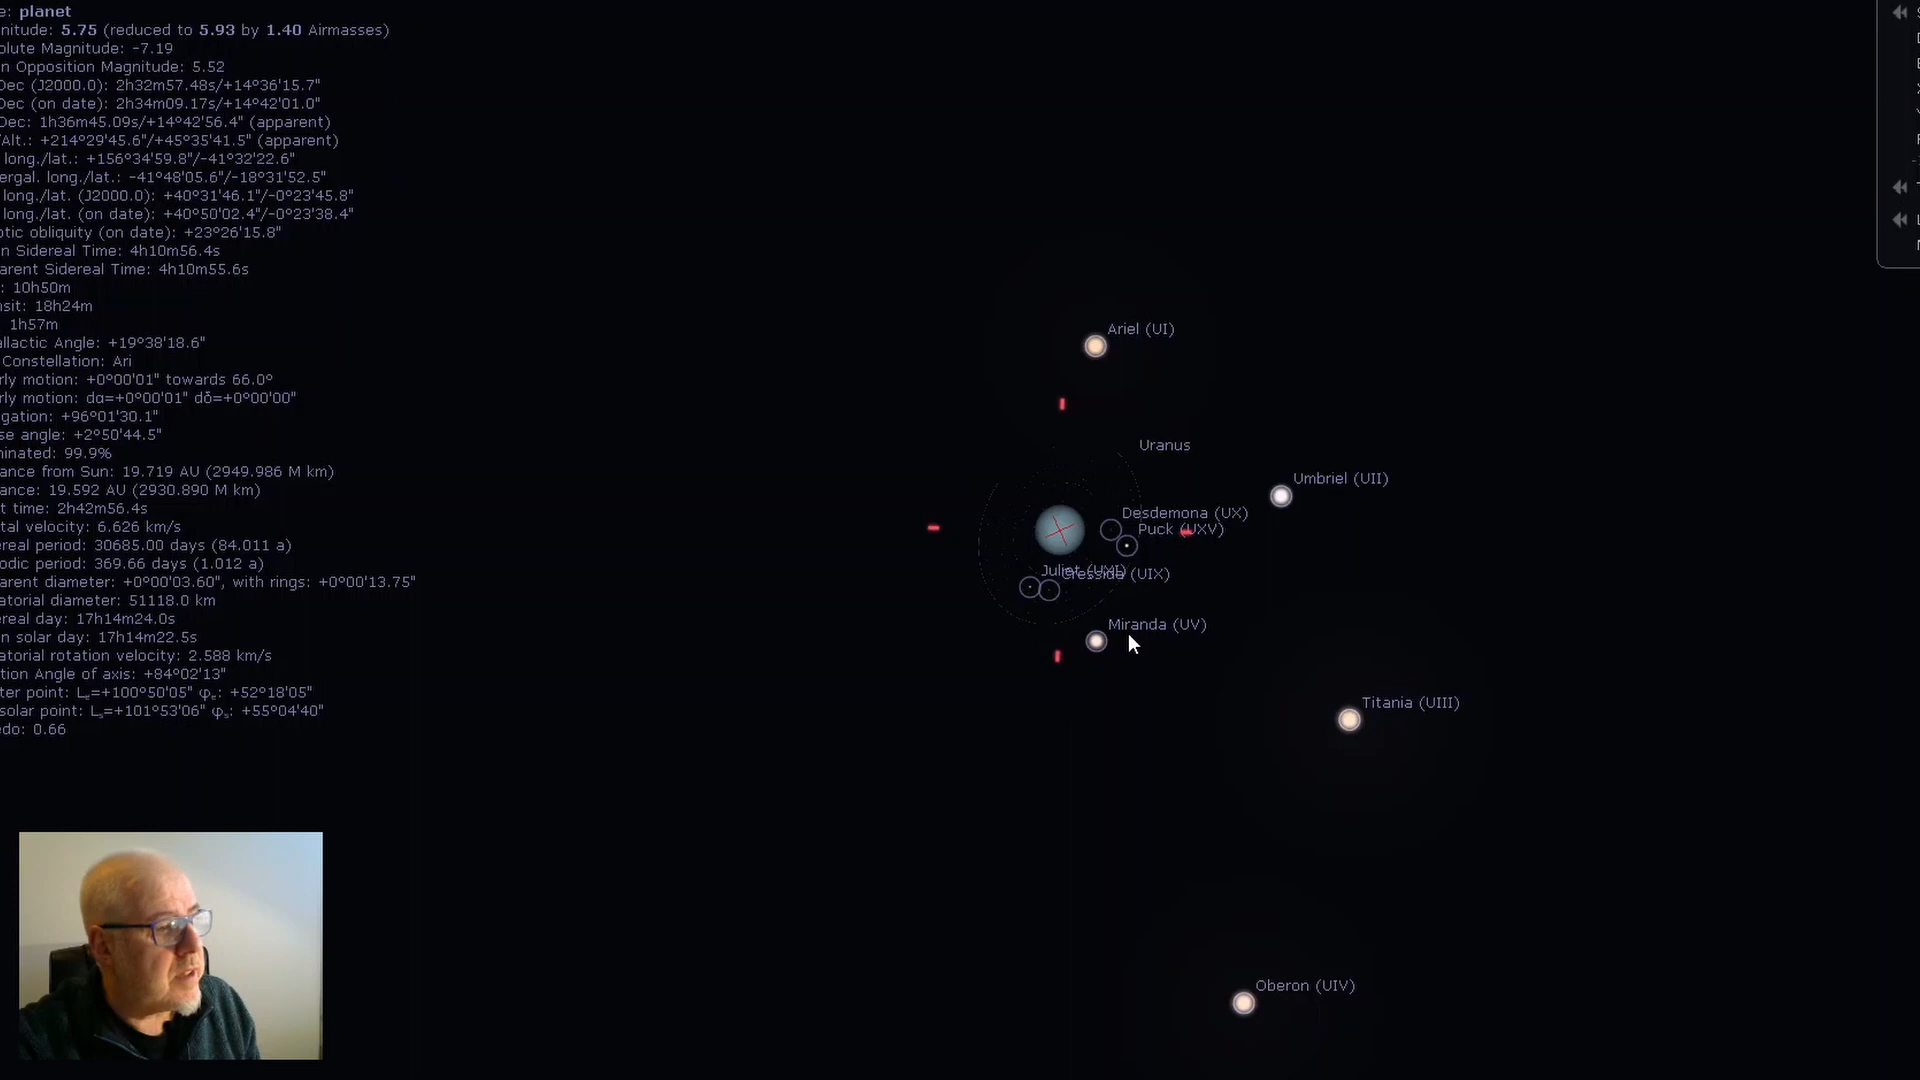 e: planet
nitude: 5.75 (reduced to 5.93 by 1.40 Airmasses)
olute Magnitude: -7.19
n Opposition Magnitude: 5.52
Dec (J2000.0): 2h32m57.48s/+14°36'15.7"
Dec (on date): 2h34m09.17s/+14°42'01.0"
Dec: 1h36m45.09s/+14°42'56.4" (apparent)
/Alt.: +214°29'45.6"/+45°35'41.5" (apparent)
long./lat.: +156°34'59.8"/-41°32'22.6"
ergal. long./lat.: -41°48'05.6"/-18°31'52.5"
long./lat. (J2000.0): +40°31'46.1"/-0°23'45.8"
long./lat. (on date): +40°50'02.4"/-0°23'38.4"
otic obliquity (on date): +23°26'15.8"
n Sidereal Time: 4h10m56.4s
arent Sidereal Time: 4h10m55.6s
: 10h50m
nsit: 18h24m
1h57m
allactic Angle: +19°38'18.6"
Constellation: Ari
rly motion: +0°00'01" towards 66.0°
rly motion: dα=+0°00'01" dδ=+0°00'00"
gation: +96°01'30.1"
se angle: +2°50'44.5"
minated: 99.9%
ance from Sun: 19.719 AU (2949.986 M km)
ance: 19.592 AU (2930.890 M km)
t time: 2h42m56.4s
tal velocity: 6.626 km/s
ereal period: 30685.00 days (84.011 a)
odic period: 369.66 days (1.012 a)
arent diameter: +0°00'03.60", with rings: +0°00'13.75"
atorial diameter: 51118.0 km
ereal day: 17h14m24.0s
n solar day: 17h14m22.5s
atorial rotation velocity: 2.588 km/s
tion Angle of axis: +84°02'13"
ter point: Lₑ=+100°50'05" φₑ: +52°18'05"
solar point: Lₛ=+101°53'06" φₛ: +55°04'40"
edo: 0.66
Ariel (UI)
Uranus
Umbriel (UII)
Desdemona (UX)
Puck (UXV)
Juliet (UXI)
Cressida (UIX)
Miranda (UV)
Titania (UIII)
Oberon (UIV)